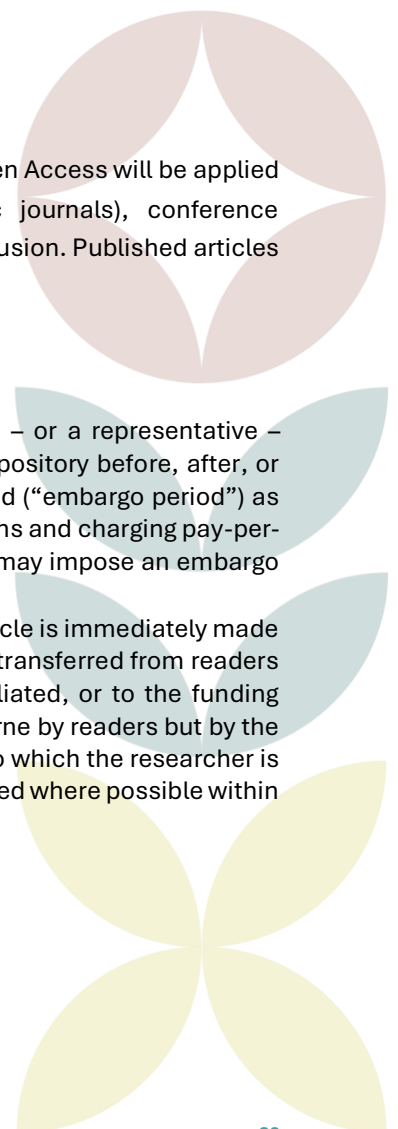 en Access will be applied
journals), conference
usion. Published articles
– or a representative –
pository before, after, or
d (“embargo period”) as
ns and charging pay-per-
may impose an embargo
cle is immediately made
transferred from readers
liated, or to the funding
rne by readers but by the
o which the researcher is
ed where possible within